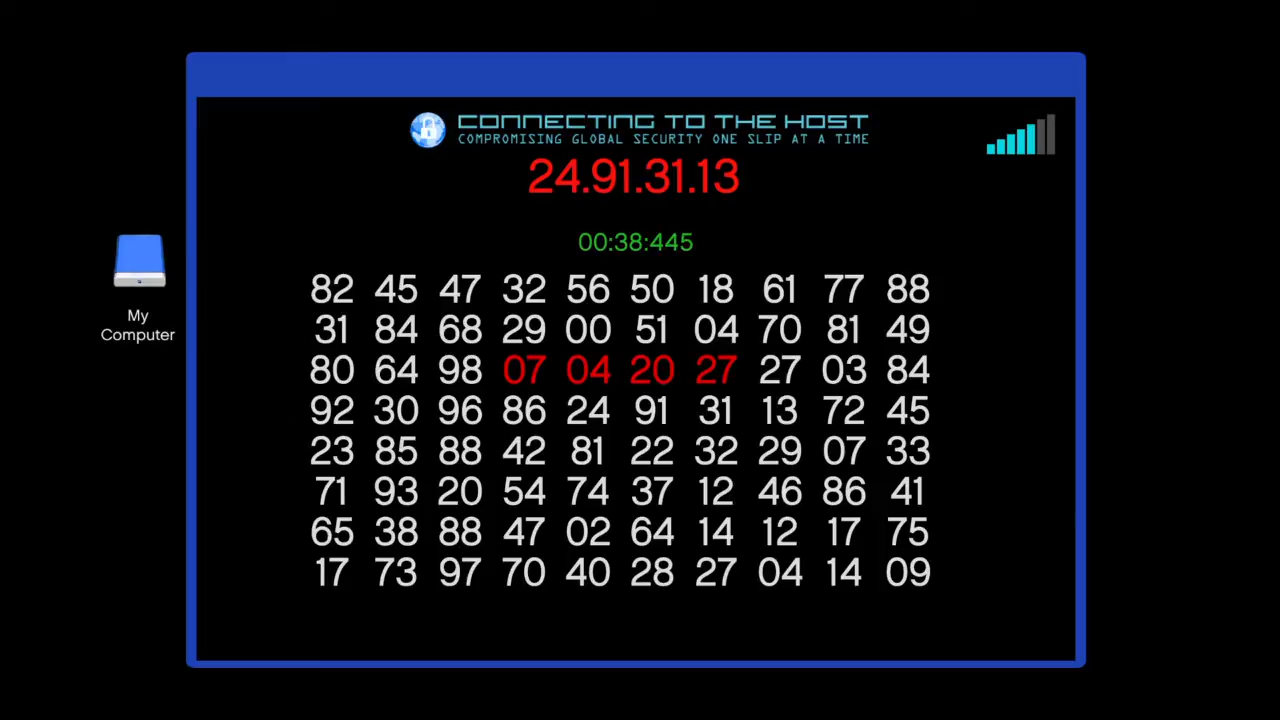 CONNECTING TO THE HOST
COMPROMISING GLOBAL SECURITY ONE SLIP AT A TIME
24.91.31.13
00:38:445
82 45 47 32 56 50 18 61 77 88
31 84 68 29 00 51 04 70 81 49
80 64 98 07 04 20 27 27 03 84
92 30 96 86 24 91 31 13 72 45
23 85 88 42 81 22 32 29 07 33
71 93 20 54 74 37 12 46 86 41
65 38 88 47 02 64 14 12 17 75
17 73 97 70 40 28 27 04 14 09
My
Computer